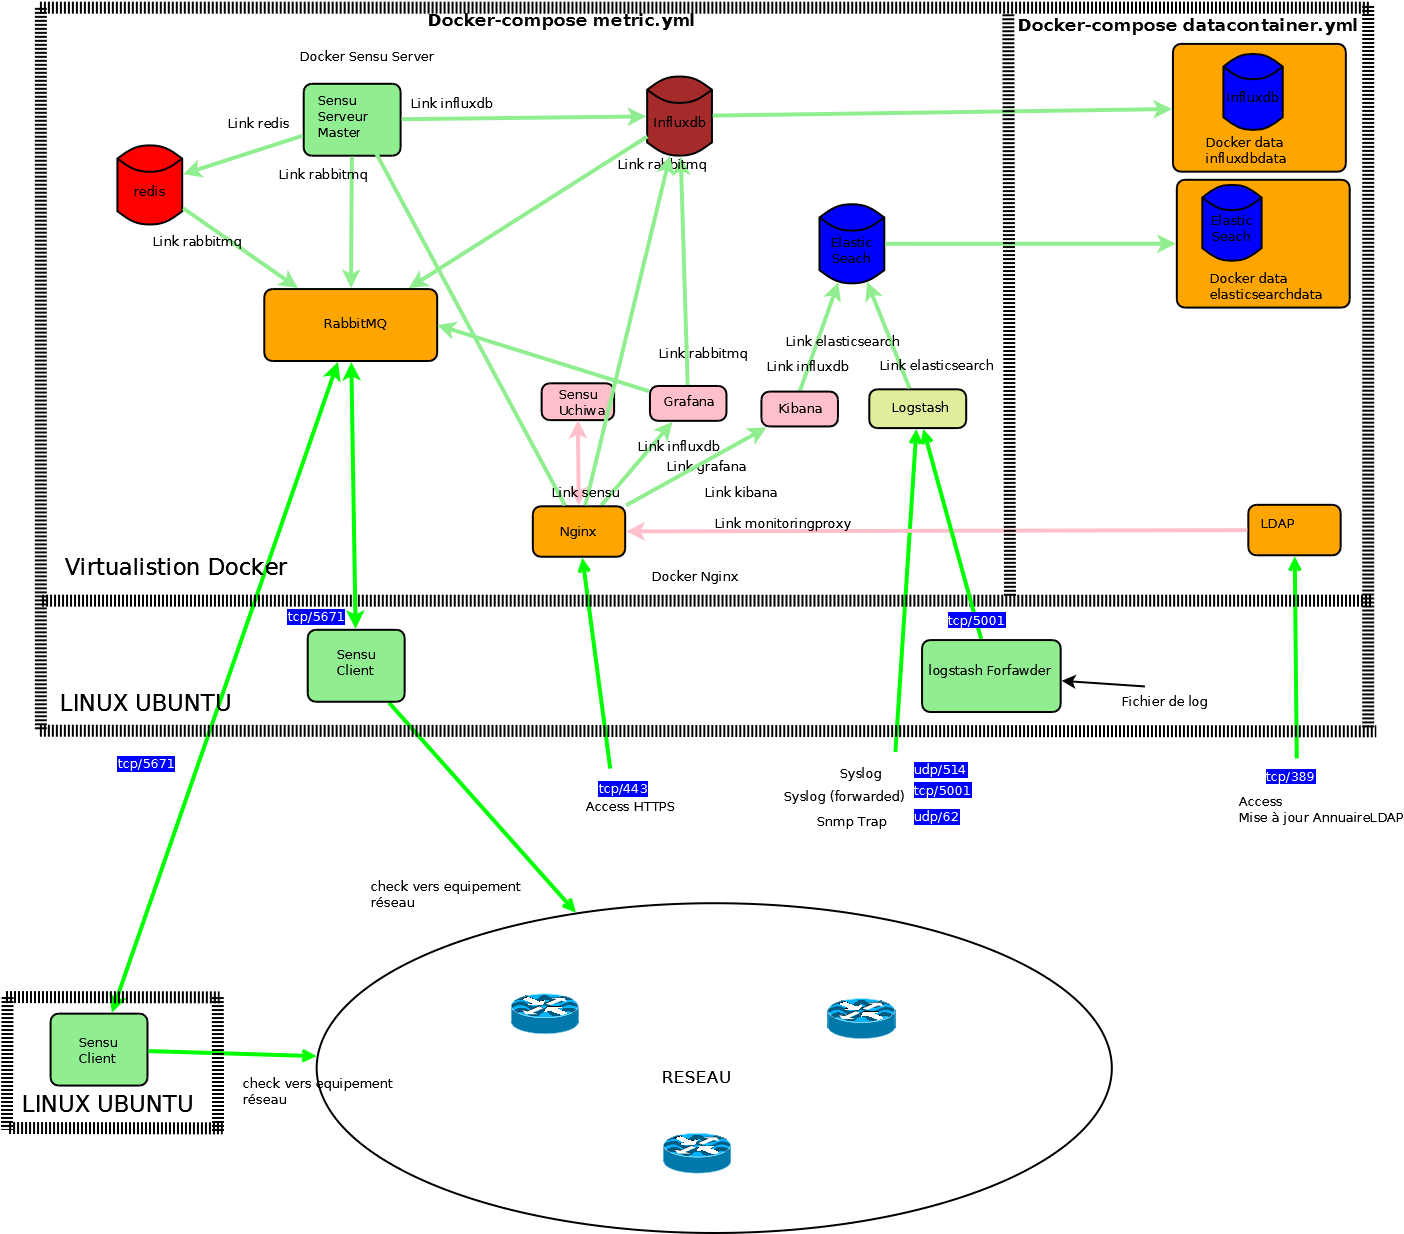 Docker-compose metric.yml
Docker-compose datacontainer.yml
Docker Sensu Server
Sensu
Serveur
Master
Link influxdb
Link redis
Link rabbitmq
redis
Link rabbitmq
Influxdb
Link rabbitmq
influxdb
Docker data
influxdbdata
Elastic
Seach
Elastic
Seach
Docker data
elasticsearchdata
RabbitMQ
Link rabbitmq
Link elasticsearch
Link influxdb
Link elasticsearch
Sensu
Uchiwa
Grafana
Kibana
Logstash
Link influxdb
Link grafana
Link sensu
Link kibana
Nginx
Link monitoringproxy
LDAP
Docker Nginx
Virtualistion Docker
tcp/5671
tcp/5001
Sensu
Client
logstash Forfawder
Fichier de log
LINUX UBUNTU
tcp/5671
tcp/443
Access HTTPS
Syslog
udp/514
Syslog (forwarded)
tcp/5001
Snmp Trap
udp/62
tcp/389
Access
Mise à jour AnnuaireLDAP
check vers equipement
réseau
Sensu
Client
LINUX UBUNTU
check vers equipement
réseau
RESEAU